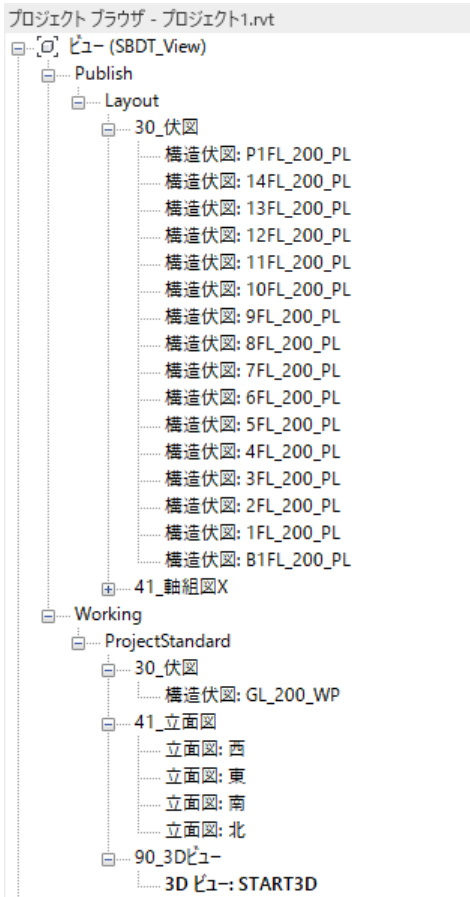 プロジェクト ブラウザ - プロジェクト1.rvt
ビュー (SBDT_View)
Publish
Layout
30_伏図
構造伏図: P1FL_200_PL
構造伏図: 14FL_200_PL
構造伏図: 13FL_200_PL
構造伏図: 12FL_200_PL
構造伏図: 11FL_200_PL
構造伏図: 10FL_200_PL
構造伏図: 9FL_200_PL
構造伏図: 8FL_200_PL
構造伏図: 7FL_200_PL
構造伏図: 6FL_200_PL
構造伏図: 5FL_200_PL
構造伏図: 4FL_200_PL
構造伏図: 3FL_200_PL
構造伏図: 2FL_200_PL
構造伏図: 1FL_200_PL
構造伏図: B1FL_200_PL
41_軸組図X
Working
ProjectStandard
30_伏図
構造伏図: GL_200_WP
41_立面図
立面図: 西
立面図: 東
立面図: 南
立面図: 北
90_3Dビュー
3D ビュー: START3D